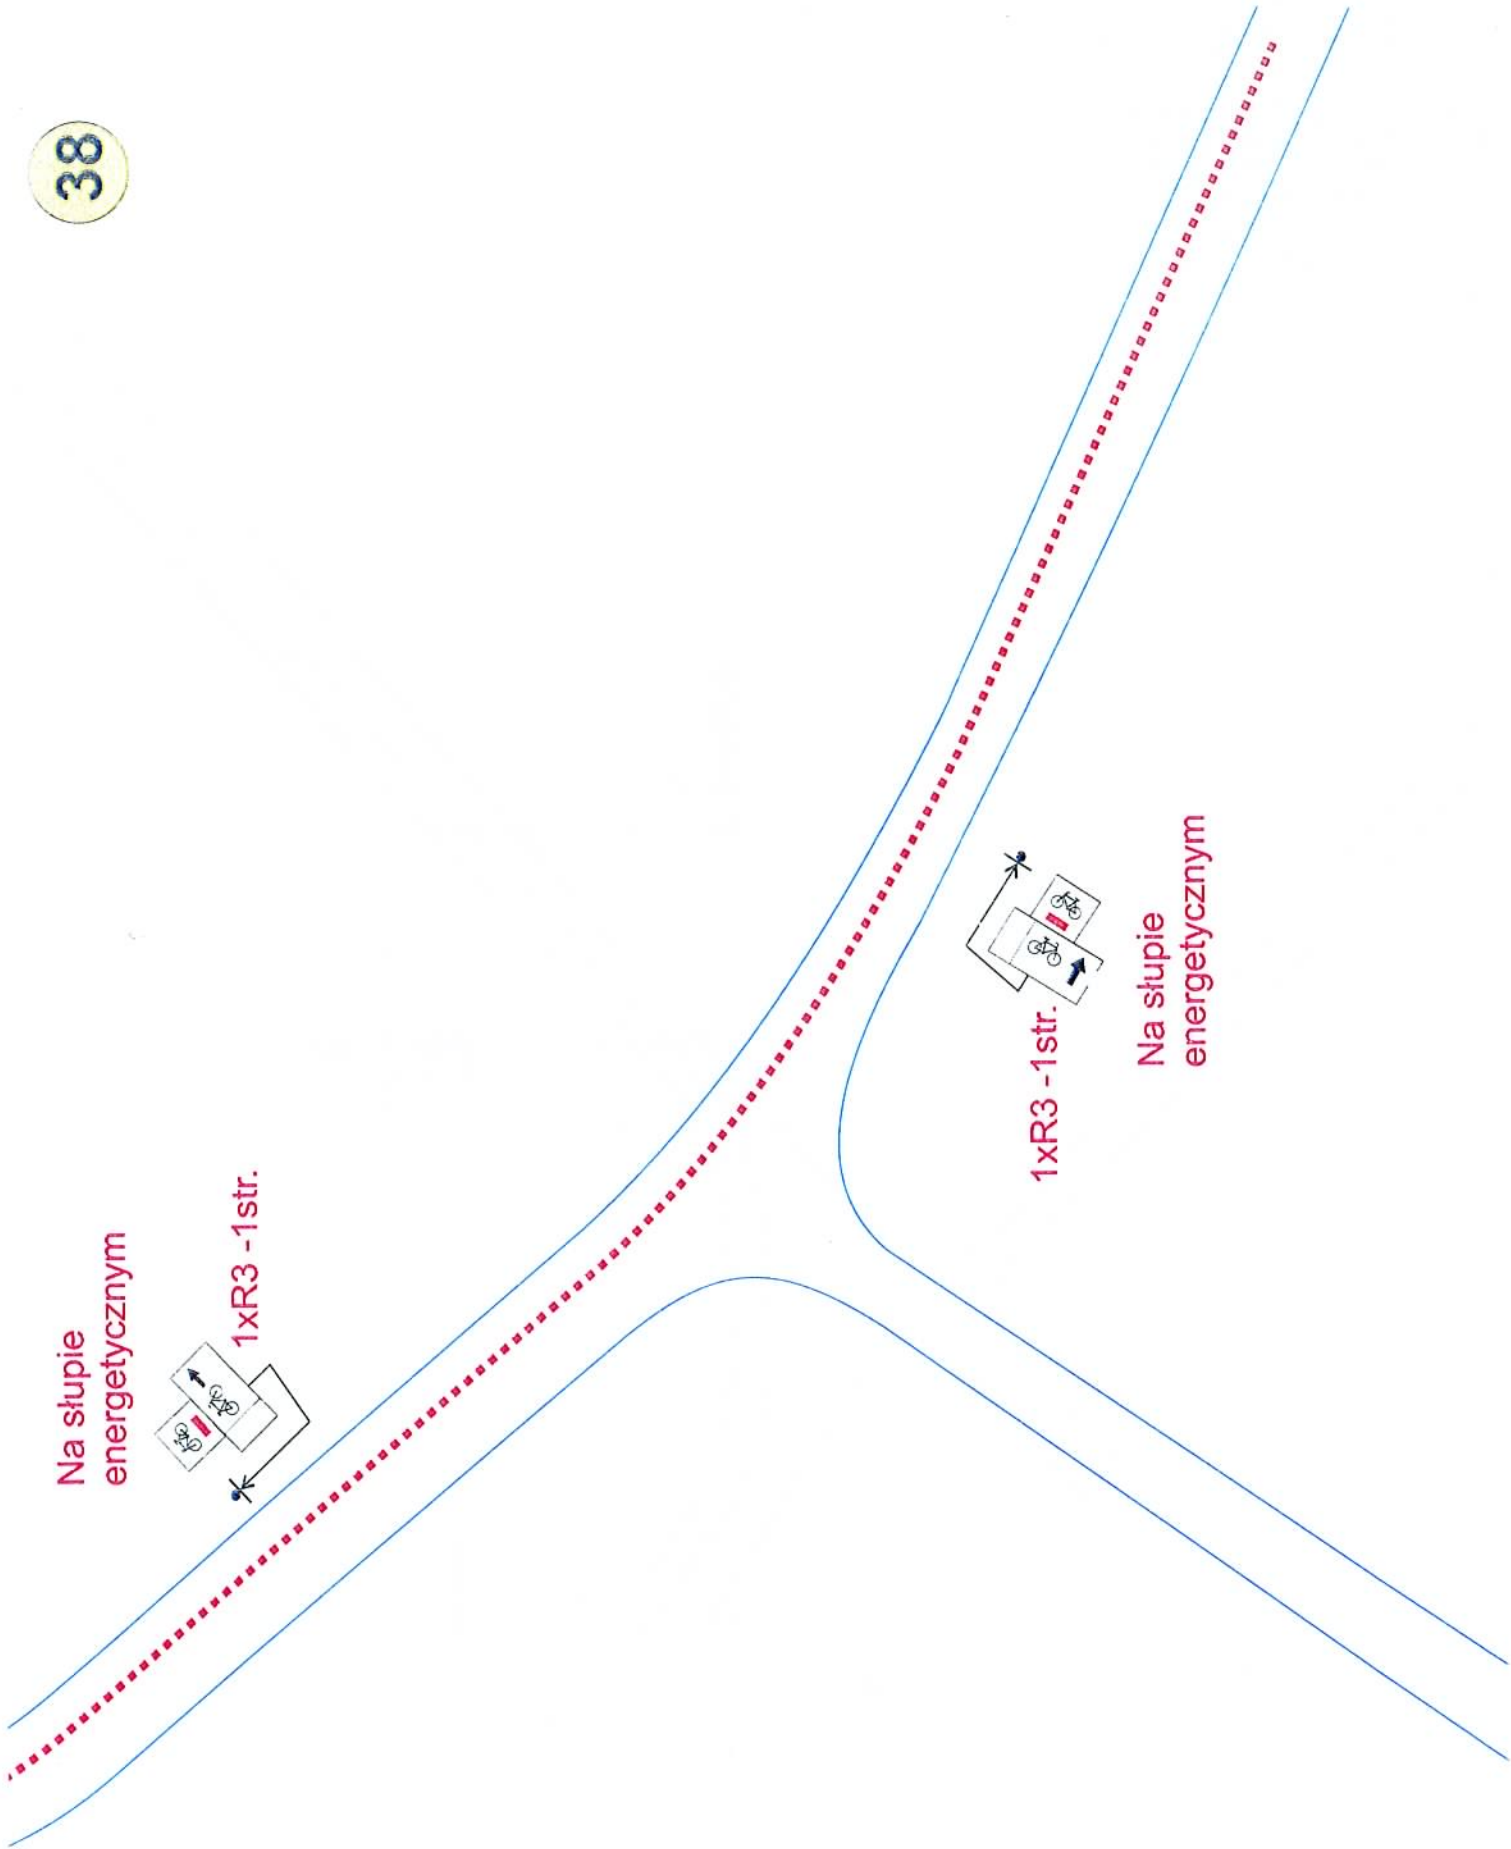 38
Na słupie
energetycznym
1xR3 -1str.
1xR3 -1str.
Na słupie
energetycznym